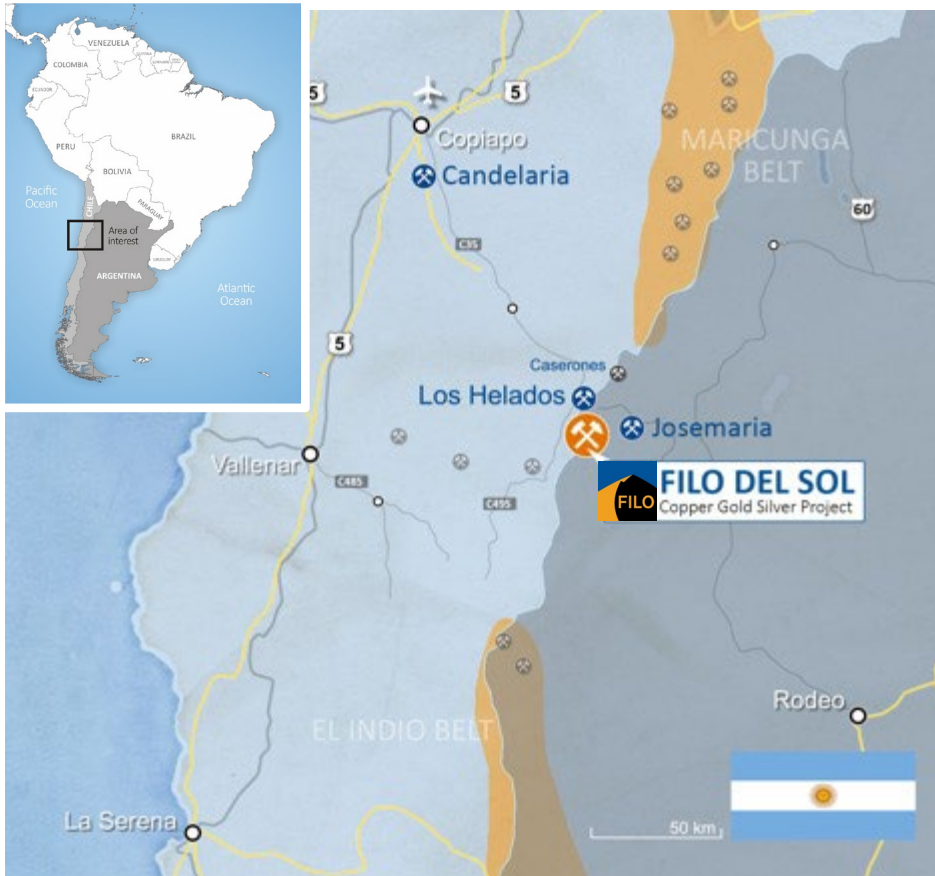 VENEZUELA
COLOMBIA
ECUADOR
PERU
BRAZIL
BOLIVIA
PARAGUAY
CHILE
Pacific
Ocean
Area of
interest
URUGUAY
ARGENTINA
Atlantic
Ocean
5
5
Copiapo
Candelaria
MARICUNGA
BELT
60
C35
5
Caserones
Los Helados
Josemaria
Vallenar
C485
C495
FILO
FILO DEL SOL
Copper Gold Silver Project
EL INDIO BELT
Rodeo
La Serena
50 km